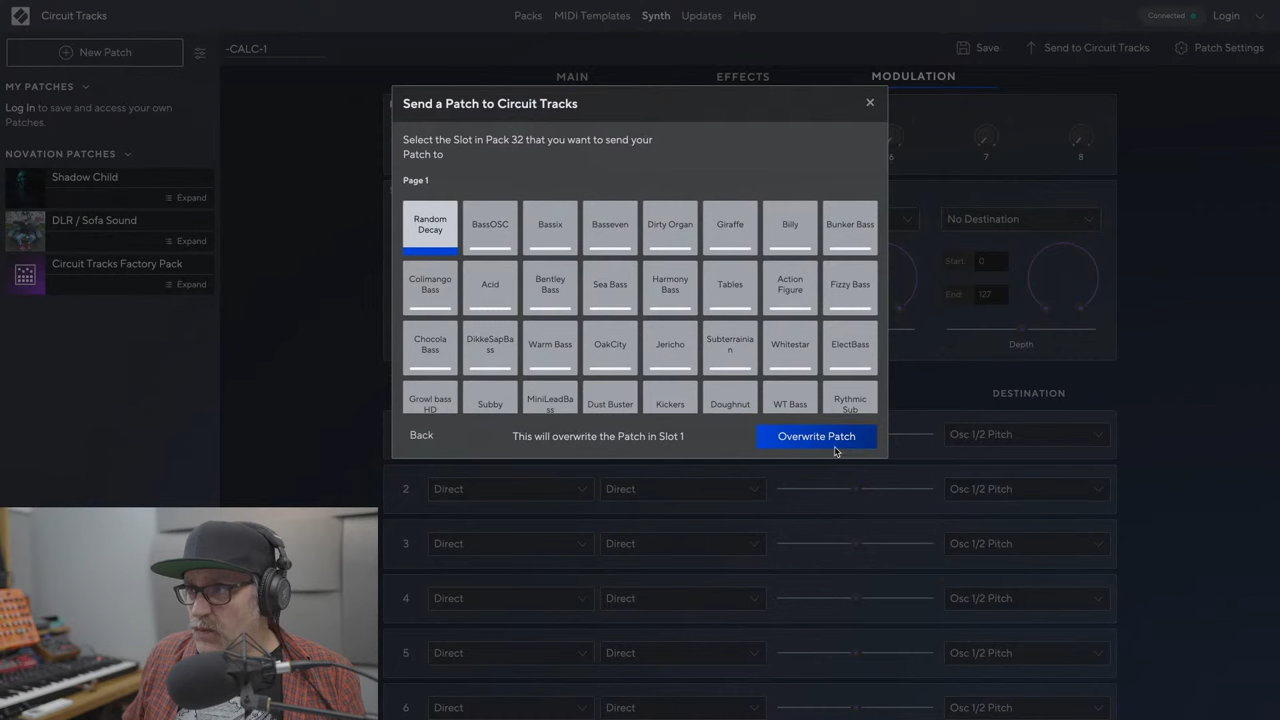 Circuit Tracks
Packs MIDI Templates Synth Updates Help
Connected
Login
New Patch
-CALC-1
Save
Send to Circuit Tracks
Patch Settings
MY PATCHES
Log In to save and access your own
Patches.
NOVATION PATCHES
Shadow Child
Expand
DLR / Sofa Sound
Expand
Circuit Tracks Factory Pack
Expand
MAIN EFFECTS MODULATION
Send a Patch to Circuit Tracks
Select the Slot in Pack 32 that you want to send your
Patch to
Page 1
Random
Decay
BassOSC
Bassix
Basseven
Dirty Organ
Giraffe
Billy
Bunker Bass
Colimango
Bass
Acid
Bentley
Bass
Sea Bass
Harmony
Bass
Tables
Action
Figure
Fizzy Bass
Chocola
Bass
DikkeSapBa
ss
Warm Bass
OakCity
Jericho
Subterrainia
n
Whitestar
ElectBass
Growl bass
HD
Subby
MiniLeadBa
ss
Dust Buster
Kickers
Doughnut
WT Bass
Rythmic
Sub
Back
This will overwrite the Patch in Slot 1
Overwrite Patch
6 7 8
No Destination
Start: 0
End: 127
Depth
DESTINATION
Osc 1/2 Pitch
2 Direct Direct Osc 1/2 Pitch
3 Direct Direct Osc 1/2 Pitch
4 Direct Direct Osc 1/2 Pitch
5 Direct Direct Osc 1/2 Pitch
6 Direct Direct Osc 1/2 Pitch